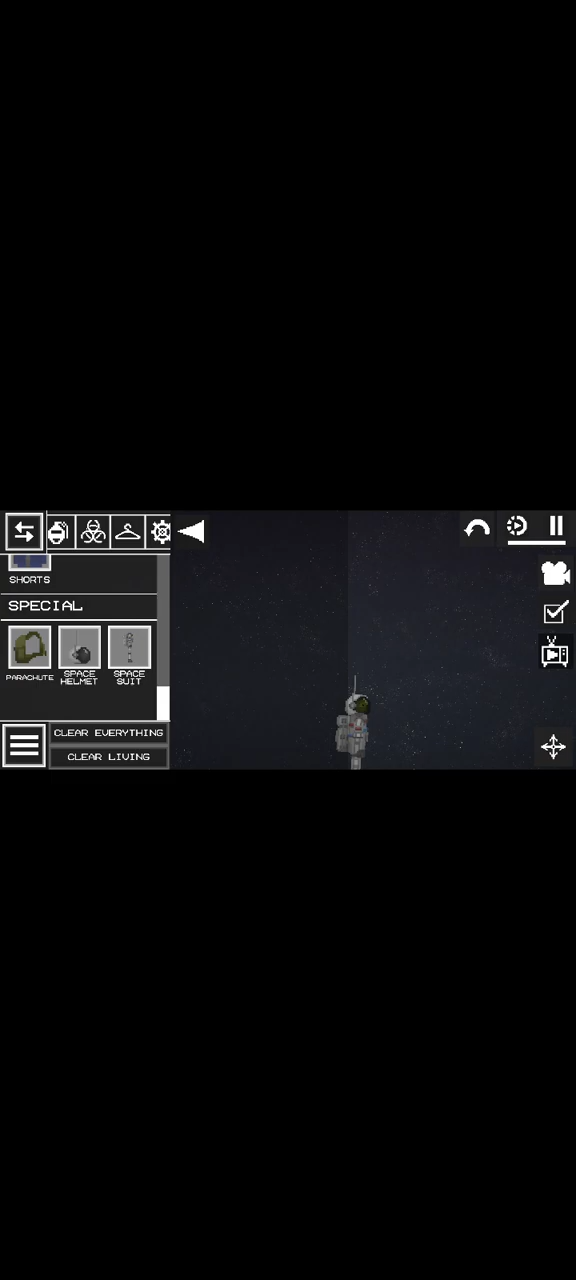 SHORTS
SPECIAL
PARACHUTE
SPACE
HELMET
SPACE
SUIT
CLEAR EVERYTHING
CLEAR LIVING